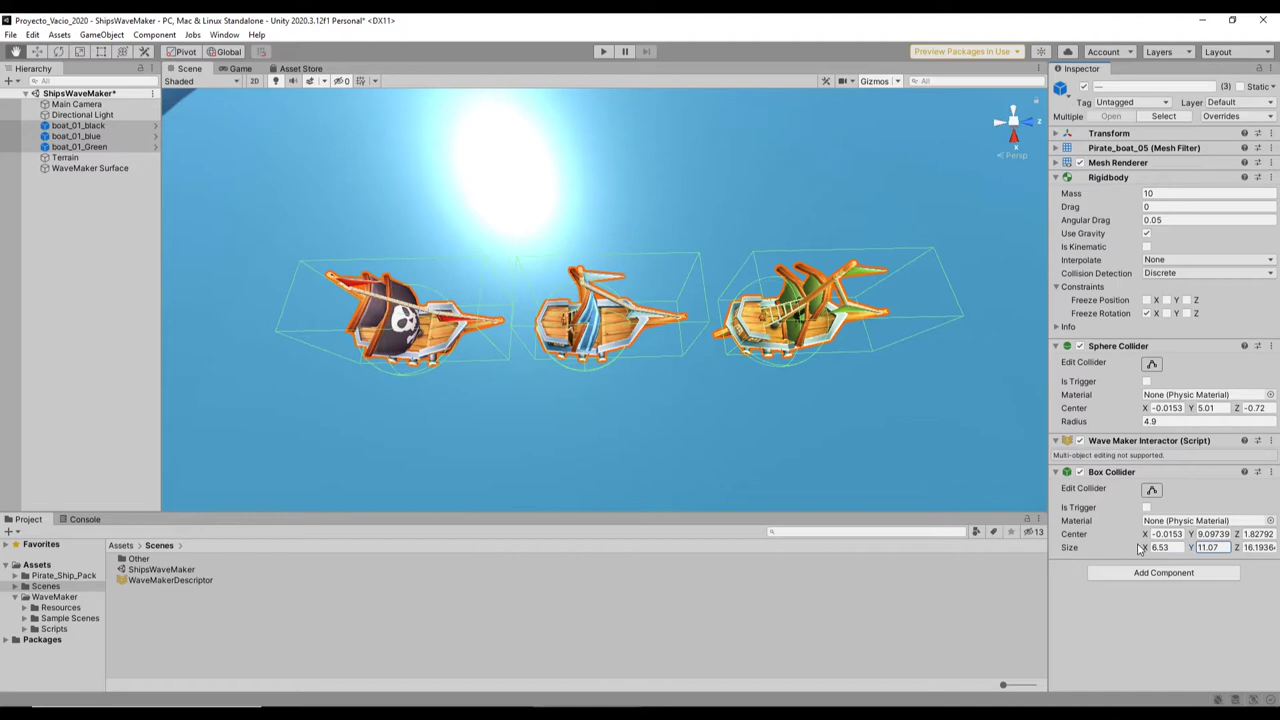 Proyecto_Vacio_2020 - ShipsWaveMaker - PC, Mac & Linux Standalone - Unity 2020.3.12f1 Personal* <DX11>
File Edit Assets GameObject Component Jobs Window Help
Pivot Global Preview Packages in Use Account Layers Layout
Hierarchy Scene Game Asset Store Inspector
All Shaded 2D 0 Gizmos All — (3) Static
ShipsWaveMaker*
Main Camera
Directional Light
boat_01_black
boat_01_blue
boat_01_Green
Terrain
WaveMaker Surface
z
x
Persp
Tag Untagged Layer Default
Multiple Open Select Overrides
Transform
Pirate_boat_05 (Mesh Filter)
Mesh Renderer
Rigidbody
Mass 10
Drag 0
Angular Drag 0.05
Use Gravity
Is Kinematic
Interpolate None
Collision Detection Discrete
Constraints
Freeze Position X Y Z
Freeze Rotation X Y Z
Info
Sphere Collider
Edit Collider
Is Trigger
Material None (Physic Material)
Center X -0.0153 Y 5.01 Z -0.72
Radius 4.9
Wave Maker Interactor (Script)
Multi-object editing not supported.
Box Collider
Edit Collider
Is Trigger
Material None (Physic Material)
Center X -0.0153 Y 9.09739 Z 1.82792
Size X 6.53 Y 11.07 Z 16.1936
Add Component
Project Console
13
Favorites
Assets
Pirate_Ship_Pack
Scenes
WaveMaker
Resources
Sample Scenes
Scripts
Packages
Assets > Scenes >
Other
ShipsWaveMaker
WaveMakerDescriptor